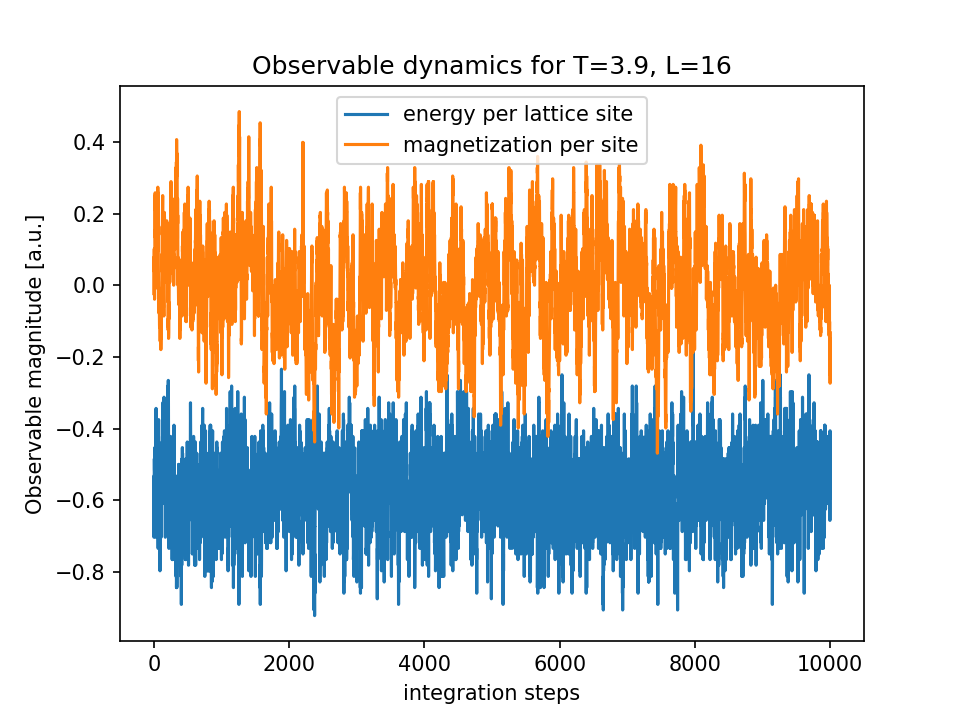 Observable dynamics for T=3.9, L=16
energy per lattice site
magnetization per site
Observable magnitude [a.u.]
0.4
0.2
0.0
−0.2
−0.4
−0.6
−0.8
0 2000 4000 6000 8000 10000
integration steps